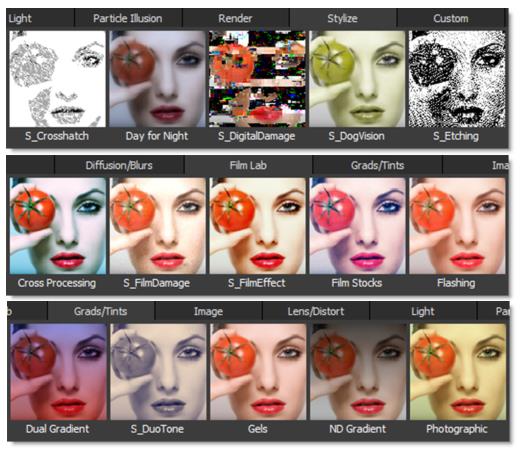 Light Particle Illusion Render Stylize Custom
S_Crosshatch Day for Night S_DigitalDamage S_DogVision S_Etching
Diffusion/Blurs Film Lab Grads/Tints Ima
Cross Processing S_FilmDamage S_FilmEffect Film Stocks Flashing
b Grads/Tints Image Lens/Distort Light Par
Dual Gradient S_DuoTone Gels ND Gradient Photographic